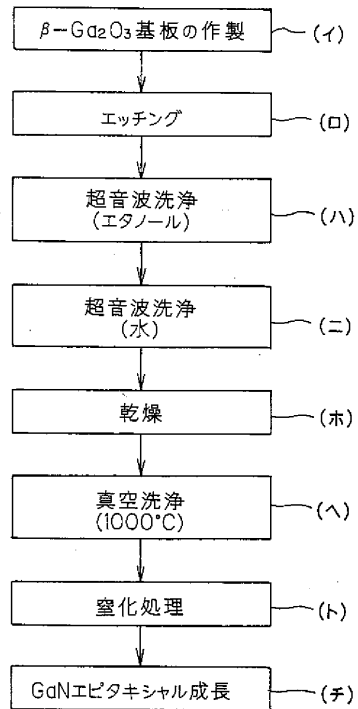 β-Ga₂O₃基板の作製 (イ)
エッチング (ロ)
超音波洗浄
(エタノール) (ハ)
超音波洗浄
(水) (ニ)
乾燥 (ホ)
真空洗浄
(1000°C) (ヘ)
窒化処理 (ト)
GaNエピタキシャル成長 (チ)